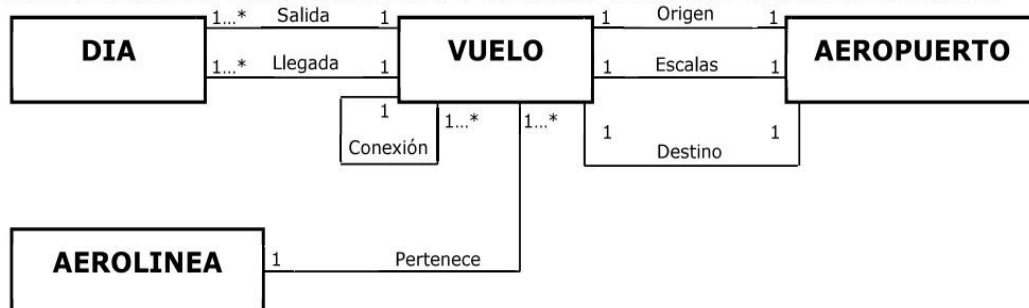 1...* Salida 1
1 Origen 1
DIA
VUELO
AEROPUERTO
1...* Llegada 1
1 Escalas 1
1
1...*
1...*
Conexión
1 1
Destino
AEROLINEA
1 Pertenece